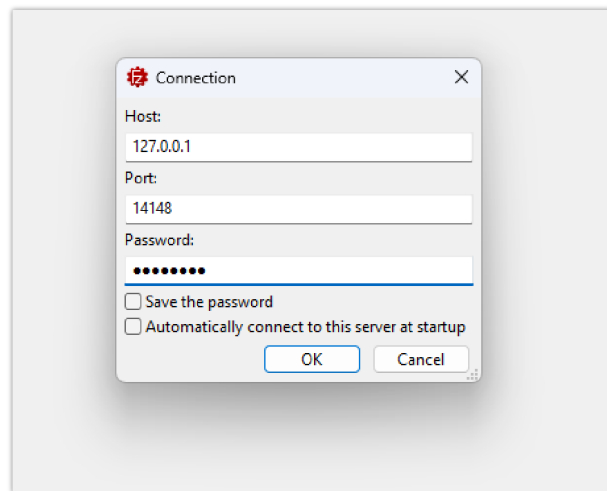 Connection
Host:
127.0.0.1
Port:
14148
Password:
●●●●●●●●
Save the password
Automatically connect to this server at startup
OK Cancel